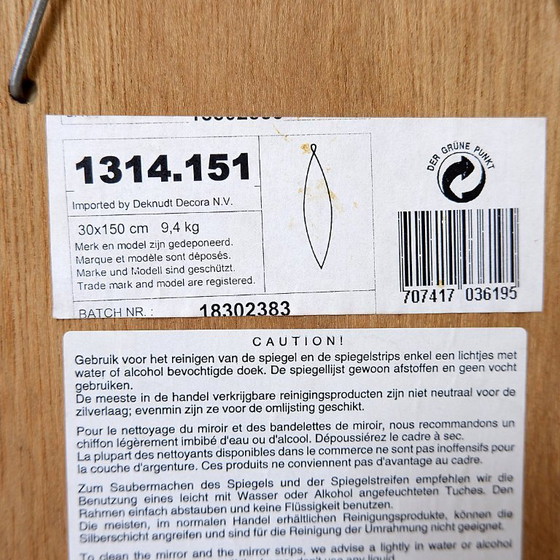 1314.151
Imported by Deknudt Decora N.V.
30x150 cm 9,4 kg
Merk en model zijn gedeponeerd.
Marque et modèle sont déposés.
Marke und Modell sind geschützt.
Trade mark and model are registered.
BATCH NR. : 18302383
DER GRÜNE PUNKT
707417 036195
CAUTION!
Gebruik voor het reinigen van de spiegel en de spiegelstrips enkel een lichtjes met
water of alcohol bevochtigde doek. De spiegellijst gewoon afstoffen en geen vocht
gebruiken.
De meeste in de handel verkrijgbare reinigingsproducten zijn niet neutraal voor de
zilverlaag; evenmin zijn ze voor de omlijsting geschikt.
Pour le nettoyage du miroir et des bandelettes de miroir, nous recommandons un
chiffon légèrement imbibé d'eau ou d'alcool. Dépoussiérez le cadre à sec.
La plupart des nettoyants disponibles dans le commerce ne sont pas inoffensifs pour
la couche d'argenture. Ces produits ne conviennent pas d'avantage au cadre.
Zum Saubermachen des Spiegels und der Spiegelstreifen empfehlen wir die
Benutzung eines leicht mit Wasser oder Alkohol angefeuchteten Tuches. Den
Rahmen einfach abstauben und keine Flüssigkeit benutzen.
Die meisten, im normalen Handel erhältlichen Reinigungsprodukte, können die
Silberschicht angreifen und sind für die Reinigung der Umrahmung nicht geeignet.
To clean the mirror and the mirror strips, we advise a lightly in water or alcohol